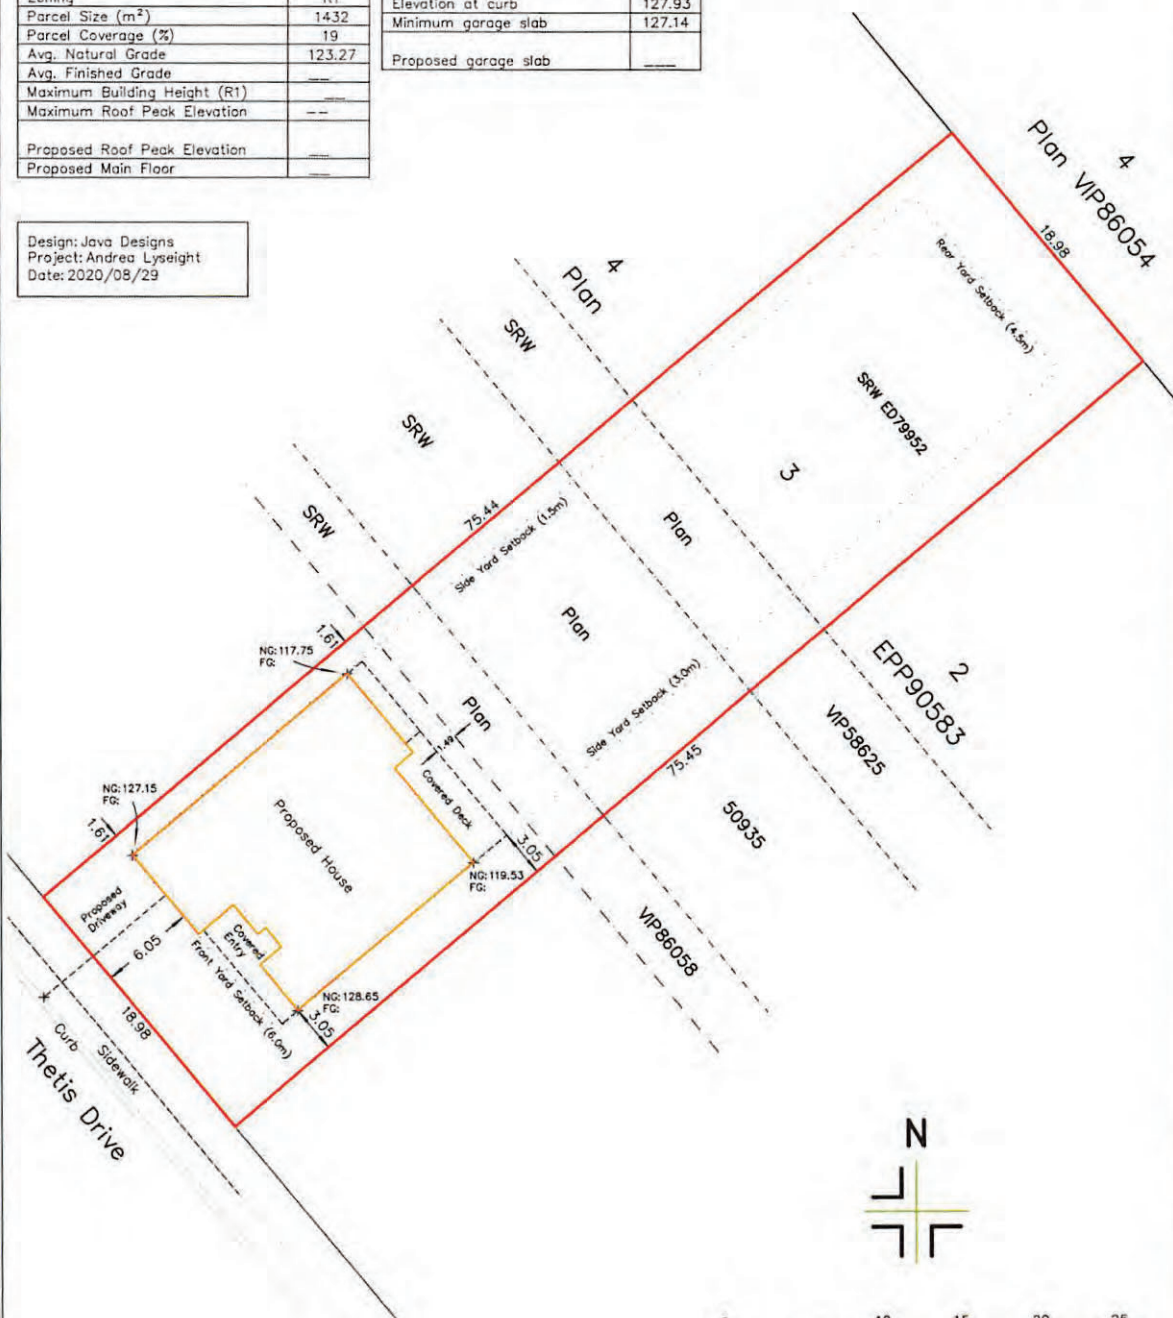 R1
Parcel Size (m²) 1432
Parcel Coverage (%) 19
Avg. Natural Grade 123.27
Avg. Finished Grade __
Maximum Building Height (R1) __
Maximum Roof Peak Elevation --
Proposed Roof Peak Elevation __
Proposed Main Floor __
Elevation at curb 127.93
Minimum garage slab 127.14
Proposed garage slab ___
Design: Java Designs
Project: Andrea Lyseight
Date: 2020/08/29
4
Plan VIP86054
18.98
Rear Yard Setback (4.5m)
4
Plan
SRW
SRW
SRW
SRW ED79952
3
75.44
Side Yard Setback (1.5m)
Plan
Plan
Plan
Side Yard Setback (3.0m)
75.45
2
EPP90583
VIP58625
50935
VIP86058
1.61
NG:117.75
FG:
1.49
Covered Deck
3.05
NG:119.53
FG:
NG:127.15
FG:
1.61
Proposed House
Proposed
Driveway
6.05
Covered
Entry
Front Yard Setback (6.0m)
NG:128.65
FG:
3.05
18.98
Curb
Sidewalk
Thetis Drive
N